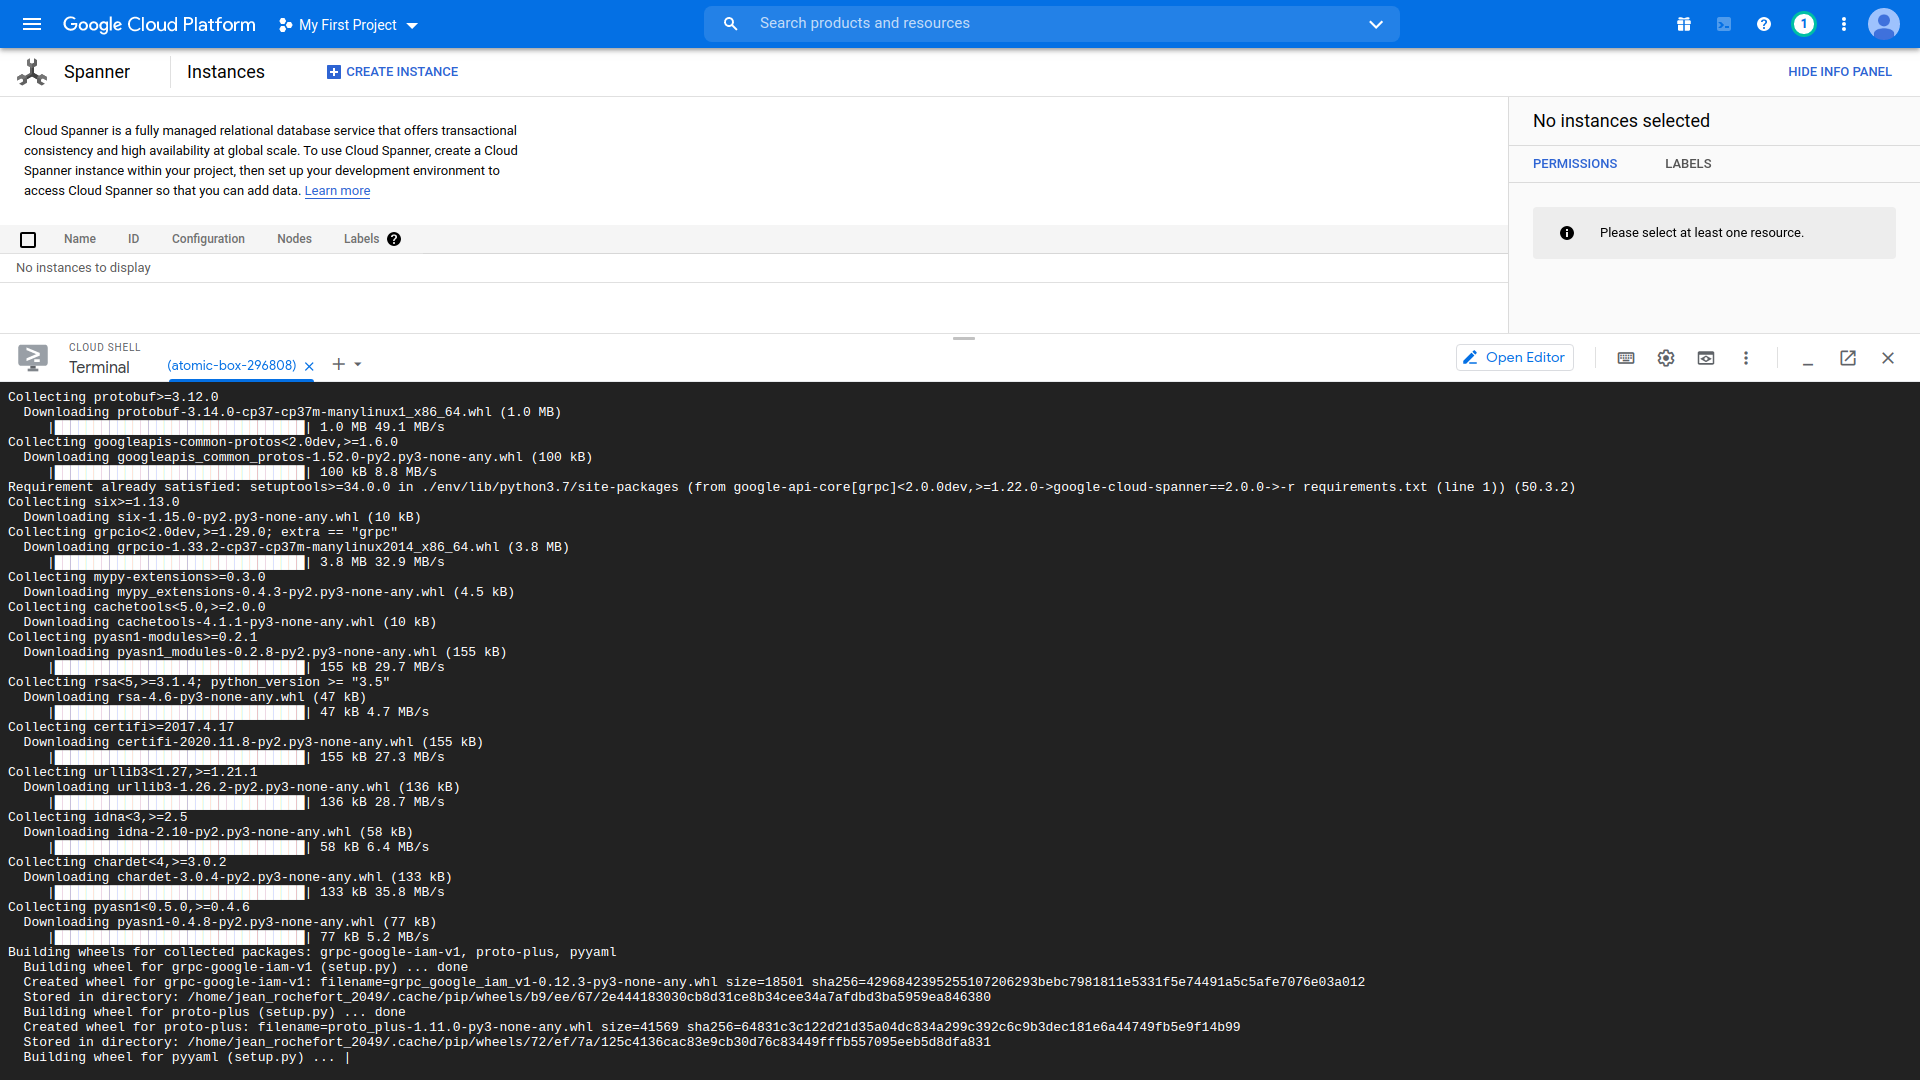 Google Cloud Platform
My First Project
Search products and resources
1
Spanner
Instances
CREATE INSTANCE
HIDE INFO PANEL
Cloud Spanner is a fully managed relational database service that offers transactional
consistency and high availability at global scale. To use Cloud Spanner, create a Cloud
Spanner instance within your project, then set up your development environment to
access Cloud Spanner so that you can add data. Learn more
Name ID Configuration Nodes Labels
No instances to display
No instances selected
PERMISSIONS LABELS
Please select at least one resource.
CLOUD SHELL
Terminal
(atomic-box-296808)
Open Editor
Collecting protobuf>=3.12.0
  Downloading protobuf-3.14.0-cp37-cp37m-manylinux1_x86_64.whl (1.0 MB)
     |████████████████████████████████| 1.0 MB 49.1 MB/s
Collecting googleapis-common-protos<2.0dev,>=1.6.0
  Downloading googleapis_common_protos-1.52.0-py2.py3-none-any.whl (100 kB)
     |████████████████████████████████| 100 kB 8.8 MB/s
Requirement already satisfied: setuptools>=34.0.0 in ./env/lib/python3.7/site-packages (from google-api-core[grpc]<2.0.0dev,>=1.22.0->google-cloud-spanner==2.0.0->-r requirements.txt (line 1)) (50.3.2)
Collecting six>=1.13.0
  Downloading six-1.15.0-py2.py3-none-any.whl (10 kB)
Collecting grpcio<2.0dev,>=1.29.0; extra == "grpc"
  Downloading grpcio-1.33.2-cp37-cp37m-manylinux2014_x86_64.whl (3.8 MB)
     |████████████████████████████████| 3.8 MB 32.9 MB/s
Collecting mypy-extensions>=0.3.0
  Downloading mypy_extensions-0.4.3-py2.py3-none-any.whl (4.5 kB)
Collecting cachetools<5.0,>=2.0.0
  Downloading cachetools-4.1.1-py3-none-any.whl (10 kB)
Collecting pyasn1-modules>=0.2.1
  Downloading pyasn1_modules-0.2.8-py2.py3-none-any.whl (155 kB)
     |████████████████████████████████| 155 kB 29.7 MB/s
Collecting rsa<5,>=3.1.4; python_version >= "3.5"
  Downloading rsa-4.6-py3-none-any.whl (47 kB)
     |████████████████████████████████| 47 kB 4.7 MB/s
Collecting certifi>=2017.4.17
  Downloading certifi-2020.11.8-py2.py3-none-any.whl (155 kB)
     |████████████████████████████████| 155 kB 27.3 MB/s
Collecting urllib3<1.27,>=1.21.1
  Downloading urllib3-1.26.2-py2.py3-none-any.whl (136 kB)
     |████████████████████████████████| 136 kB 28.7 MB/s
Collecting idna<3,>=2.5
  Downloading idna-2.10-py2.py3-none-any.whl (58 kB)
     |████████████████████████████████| 58 kB 6.4 MB/s
Collecting chardet<4,>=3.0.2
  Downloading chardet-3.0.4-py2.py3-none-any.whl (133 kB)
     |████████████████████████████████| 133 kB 35.8 MB/s
Collecting pyasn1<0.5.0,>=0.4.6
  Downloading pyasn1-0.4.8-py2.py3-none-any.whl (77 kB)
     |████████████████████████████████| 77 kB 5.2 MB/s
Building wheels for collected packages: grpc-google-iam-v1, proto-plus, pyyaml
  Building wheel for grpc-google-iam-v1 (setup.py) ... done
  Created wheel for grpc-google-iam-v1: filename=grpc_google_iam_v1-0.12.3-py3-none-any.whl size=18501 sha256=4296842395255107206293bebc7981811e5331f5e74491a5c5afe7076e03a012
  Stored in directory: /home/jean_rochefort_2049/.cache/pip/wheels/b9/ee/67/2e444183030cb8d31ce8b34cee34a7afdbd3ba5959ea846380
  Building wheel for proto-plus (setup.py) ... done
  Created wheel for proto-plus: filename=proto_plus-1.11.0-py3-none-any.whl size=41569 sha256=64831c3c122d21d35a04dc834a299c392c6c9b3dec181e6a44749fb5e9f14b99
  Stored in directory: /home/jean_rochefort_2049/.cache/pip/wheels/72/ef/7a/125c4136cac83e9cb30d76c83449fffb557095eeb5d8dfa831
  Building wheel for pyyaml (setup.py) ... |